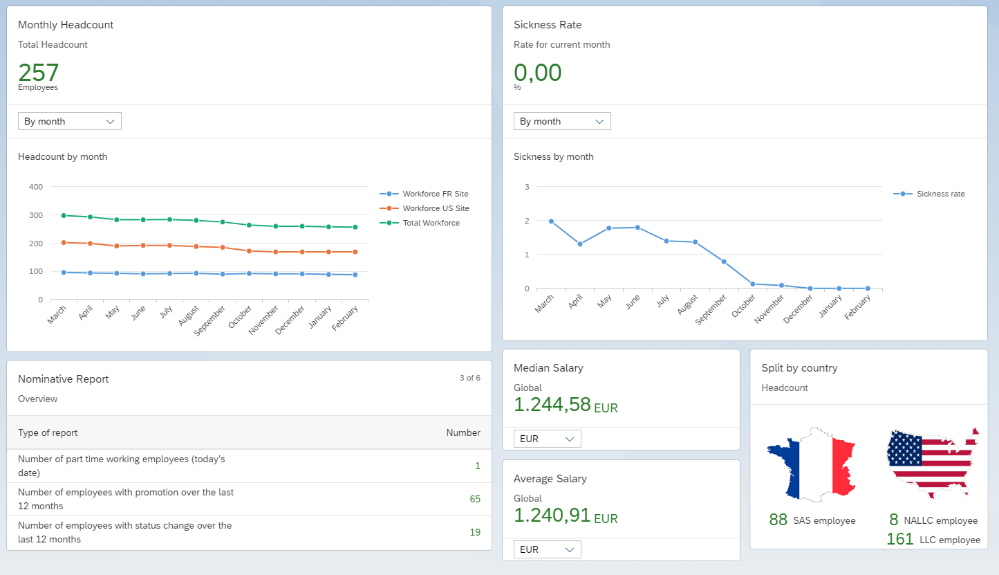 Monthly Headcount
Total Headcount
257
Employees
By month
Headcount by month
400
300
200
100
0
March
April
May
June
July
August
September
October
November
December
January
February
Workforce FR Site
Workforce US Site
Total Workforce
Sickness Rate
Rate for current month
0,00
%
By month
Sickness by month
3
2
1
0
March
April
May
June
July
August
September
October
November
December
January
February
Sickness rate
Nominative Report
3 of 6
Overview
Type of report Number
Number of part time working employees (today's
date)
1
Number of employees with promotion over the last
12 months
65
Number of employees with status change over the
last 12 months
19
Median Salary
Global
1.244,58 EUR
EUR
Average Salary
Global
1.240,91 EUR
EUR
Split by country
Headcount
88 SAS employee
8 NALLC employee
161 LLC employee